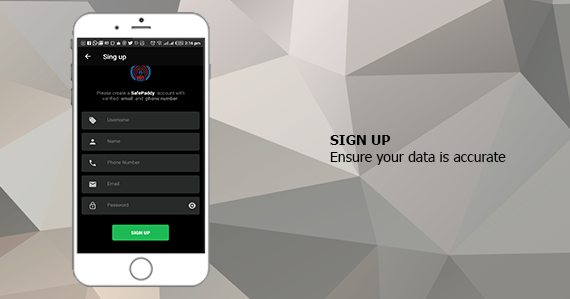 2:16 pm
Sing up
Please create a SafePaddy account with
verified email and phone number
Username
Name
Phone Number
Email
Password
SIGN UP
SIGN UP
Ensure your data is accurate